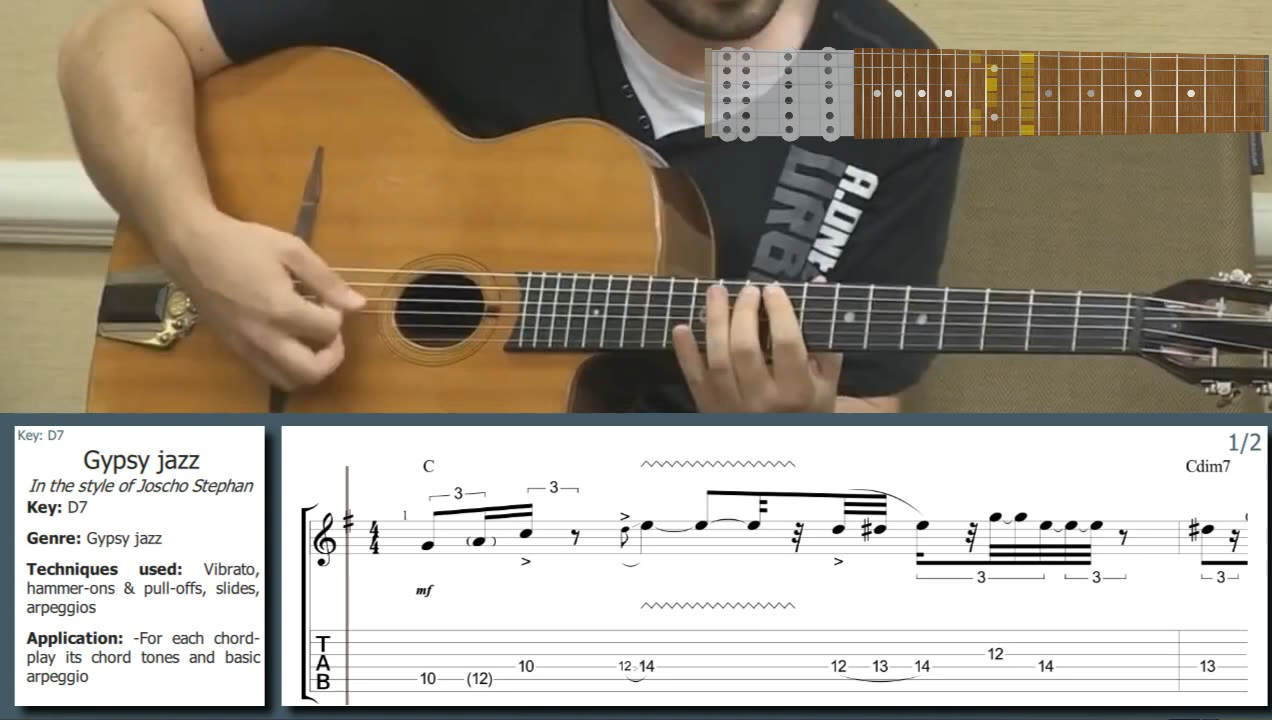 A.DNA
URB
Key: D7
Gypsy jazz
In the style of Joscho Stephan
Key: D7
Genre: Gypsy jazz
Techniques used: Vibrato,
hammer-ons & pull-offs, slides,
arpeggios
Application: -For each chord-
play its chord tones and basic
arpeggio
1/2
C Cdim7
3 3
1
4
4
mf
3 3 3
T
A
B
12
10 12 14 12 13 14 14 13
10 (12)